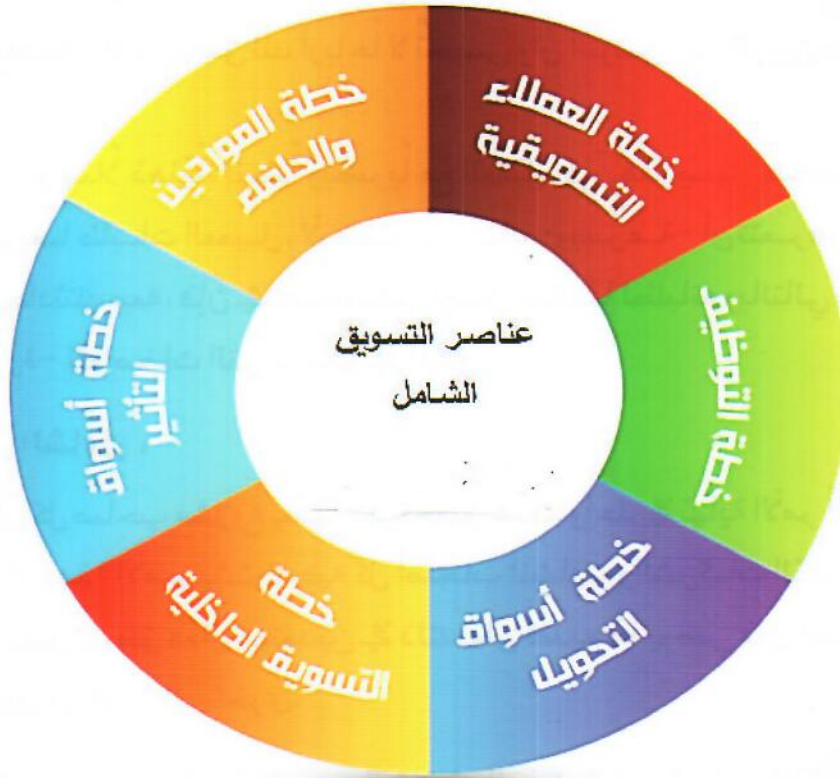 عناصر التسويق
الشامل
خطة العملاء
التسويقية
خطة التوظيف
خطة أسواق
التحويل
خطة
التسويق الداخلية
خطة أسواق
التأثير
خطة الموردين
والحلفاء